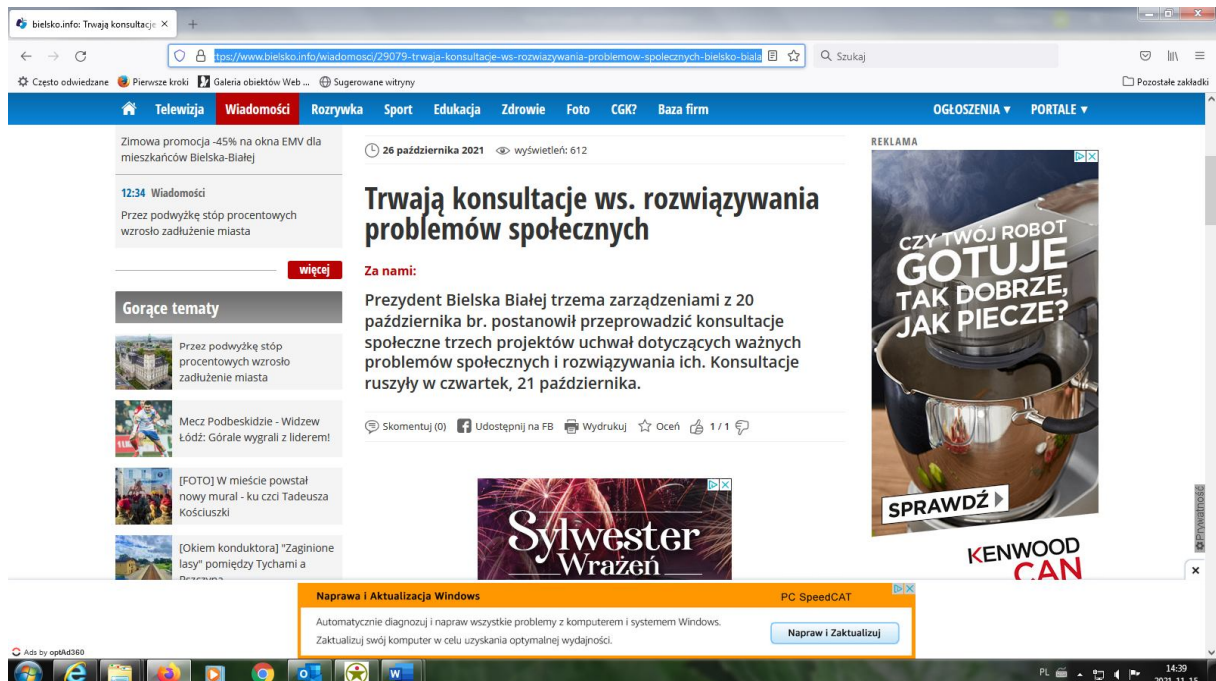 bielsko.info: Trwają konsultacje
ttps://www.bielsko.info/wiadomosci/29079-trwaja-konsultacje-ws-rozwiazywania-problemow-spolecznych-bielsko-biala
Szukaj
Często odwiedzane Pierwsze kroki Galeria obiektów Web ... Sugerowane witryny
Pozostałe zakładki
Telewizja Wiadomości Rozrywka Sport Edukacja Zdrowie Foto CGK? Baza firm
OGŁOSZENIA PORTALE
Zimowa promocja -45% na okna EMV dla
mieszkańców Bielska-Białej
12:34 Wiadomości
Przez podwyżkę stóp procentowych
wzrosło zadłużenie miasta
więcej
Gorące tematy
Przez podwyżkę stóp
procentowych wzrosło
zadłużenie miasta
Mecz Podbeskidzie - Widzew
Łódź: Górale wygrali z liderem!
[FOTO] W mieście powstał
nowy mural - ku czci Tadeusza
Kościuszki
[Okiem konduktora] "Zaginione
lasy" pomiędzy Tychami a
26 października 2021 wyświetleń: 612
Trwają konsultacje ws. rozwiązywania
problemów społecznych
Za nami:
Prezydent Bielska Białej trzema zarządzeniami z 20
października br. postanowił przeprowadzić konsultacje
społeczne trzech projektów uchwał dotyczących ważnych
problemów społecznych i rozwiązywania ich. Konsultacje
ruszyły w czwartek, 21 października.
Skomentuj (0) Udostępnij na FB Wydrukuj Oceń 1 / 1
Sylwester
Wrażeń
REKLAMA
CZY TWÓJ ROBOT
GOTUJE
TAK DOBRZE,
JAK PIECZE?
SPRAWDŹ
KENWOOD
CAN
Prywatność
Naprawa i Aktualizacja Windows
PC SpeedCAT
Automatycznie diagnozuj i napraw wszystkie problemy z komputerem i systemem Windows.
Zaktualizuj swój komputer w celu uzyskania optymalnej wydajności.
Napraw i Zaktualizuj
Ads by optAd360
PL
14:39
2021-11-15